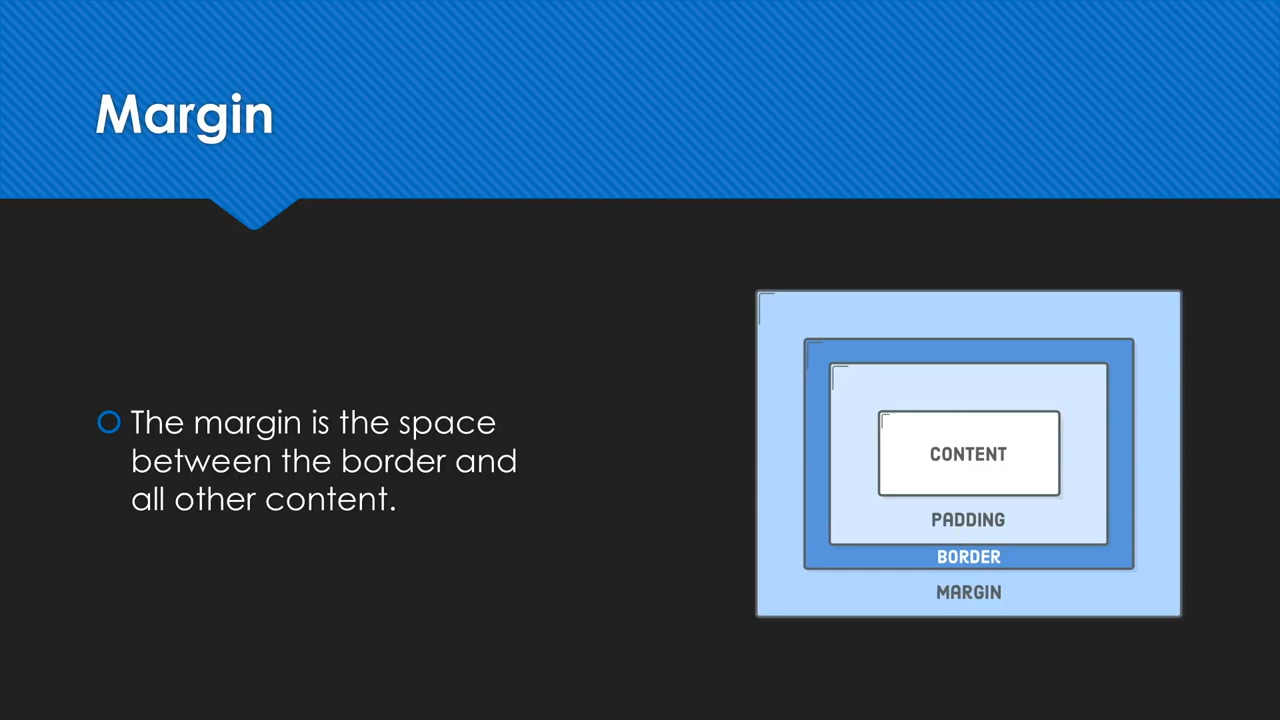 Margin
The margin is the space
between the border and
all other content.
CONTENT
PADDING
BORDER
MARGIN